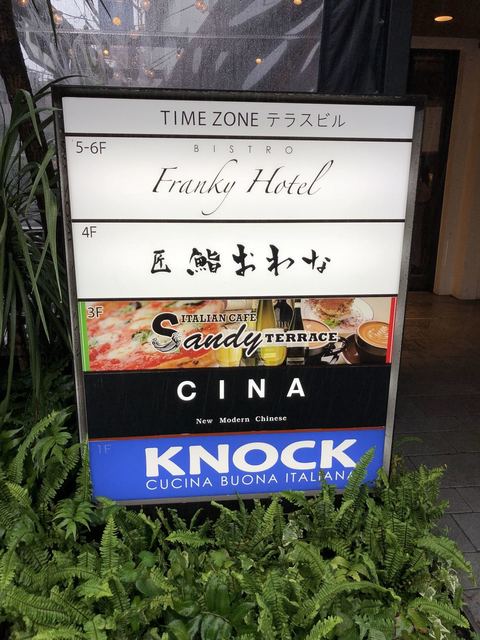 TIME ZONE テラスビル
5-6F
BISTRO
Franky Hotel
4F
匠 鮨 おわな
3F
ITALIAN CAFÉ
Sandy TERRACE
CINA
New Modern Chinese
1F
KNOCK
CUCINA BUONA ITALIANA